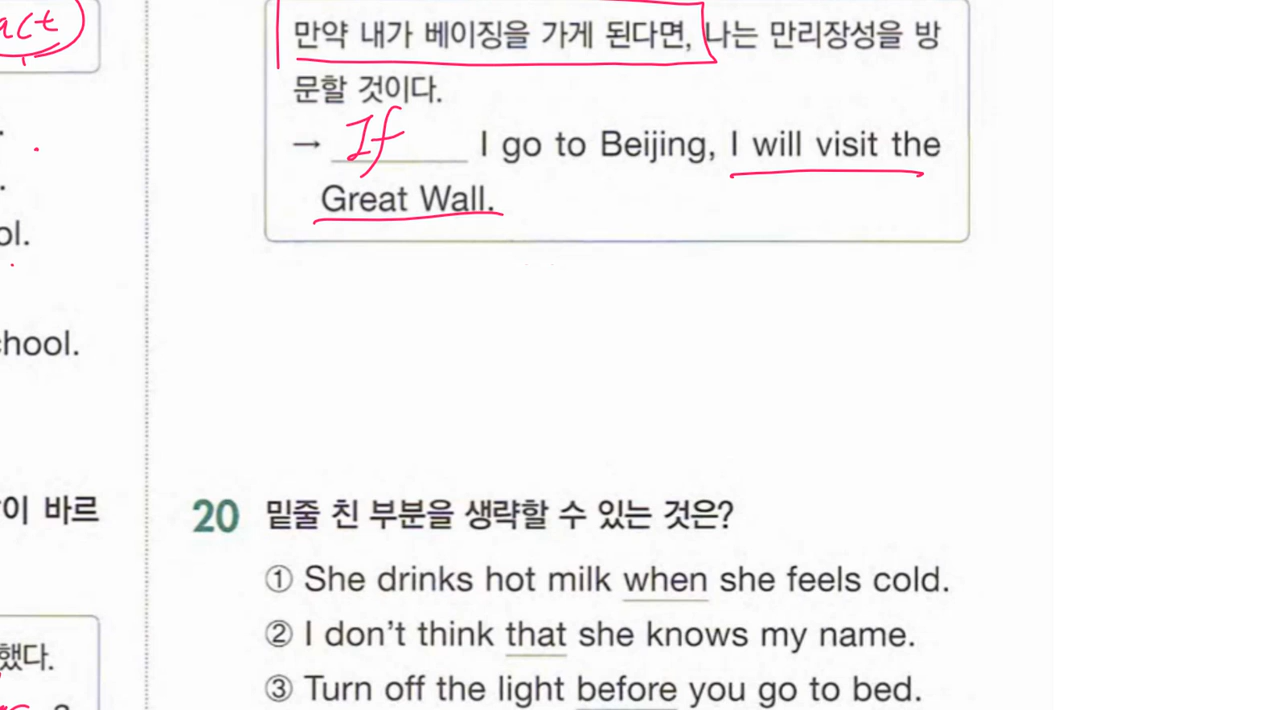 act
만약 내가 베이징을 가게 된다면, 나는 만리장성을 방
문할 것이다.
→ If I go to Beijing, I will visit the
Great Wall.
ol.
chool.
이 바르
했다.
20 밑줄 친 부분을 생략할 수 있는 것은?
① She drinks hot milk when she feels cold.
② I don't think that she knows my name.
③ Turn off the light before you go to bed.